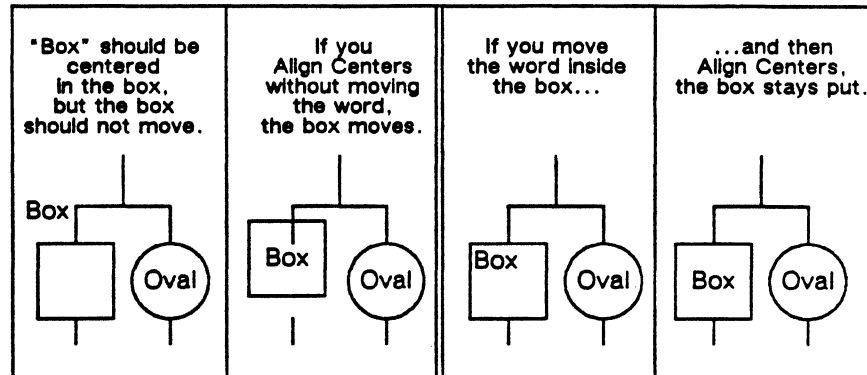 "Box" should be
centered
in the box,
but the box
should not move.
Box
Oval
If you
Align Centers
without moving
the word,
the box moves.
Box
Oval
If you move
the word inside
the box...
Box
Oval
...and then
Align Centers,
the box stays put.
Box
Oval